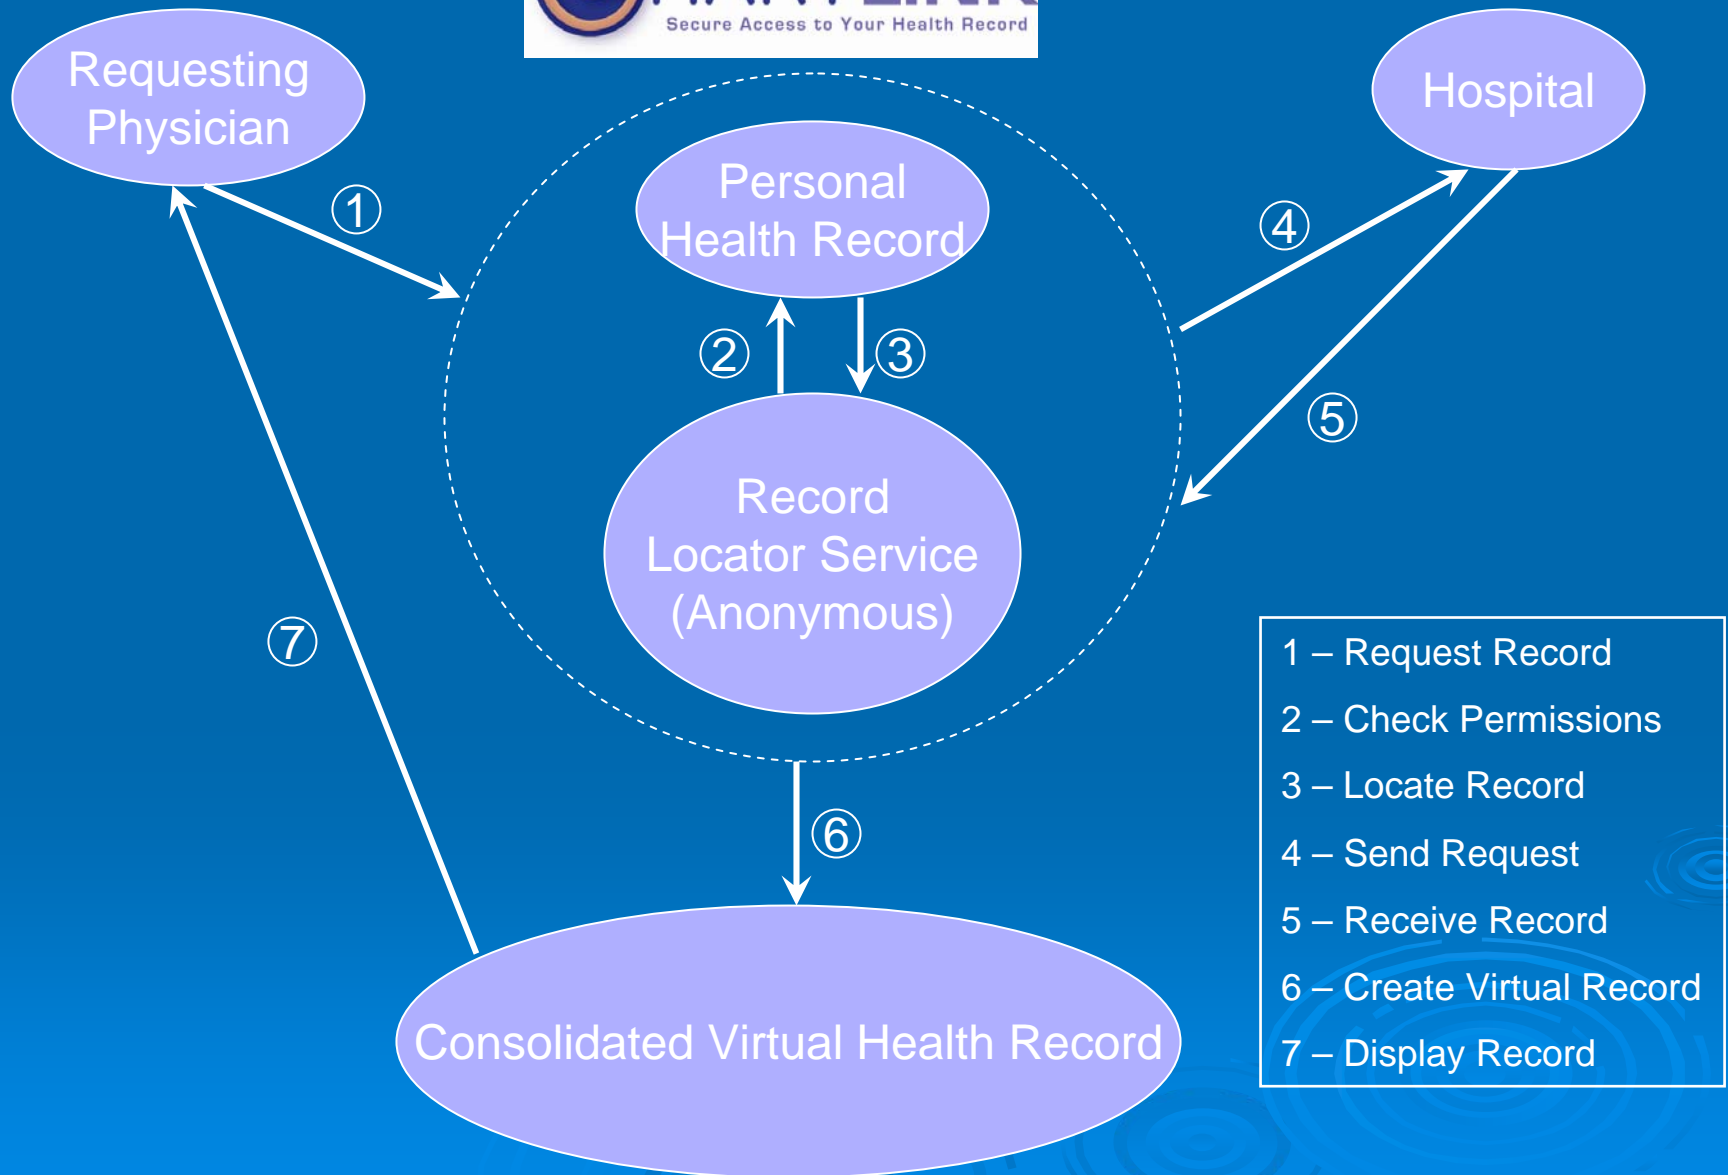 Secure Access to Your Health Record
Requesting
Physician
Hospital
Personal
Health Record
①
④
②
③
⑤
Record
Locator Service
(Anonymous)
⑦
⑥
Consolidated Virtual Health Record
1 – Request Record
2 – Check Permissions
3 – Locate Record
4 – Send Request
5 – Receive Record
6 – Create Virtual Record
7 – Display Record